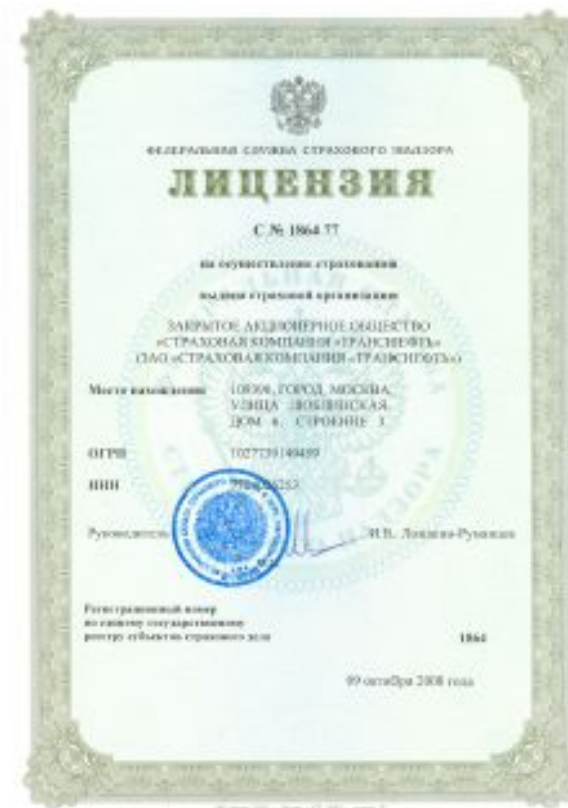 ФЕДЕРАЛЬНАЯ СЛУЖБА СТРАХОВОГО НАДЗОРА
ЛИЦЕНЗИЯ
С № 1864 77
на осуществление страхования
выдана страховой организации
ЗАКРЫТОЕ АКЦИОНЕРНОЕ ОБЩЕСТВО
«СТРАХОВАЯ КОМПАНИЯ «ТРАНСНЕФТЬ»
(ЗАО «СТРАХОВАЯ КОМПАНИЯ «ТРАНСНЕФТЬ»)
Место нахождения
ГОРОД МОСКВА,
УЛИЦА ЛЮБЛИНСКАЯ,
ДОМ 6, СТРОЕНИЕ 3
ОГРН
ИНН
Руководитель
Регистрационный номер
по единому государственному
реестру субъектов страхового дела 1864
09 октября 2008 года